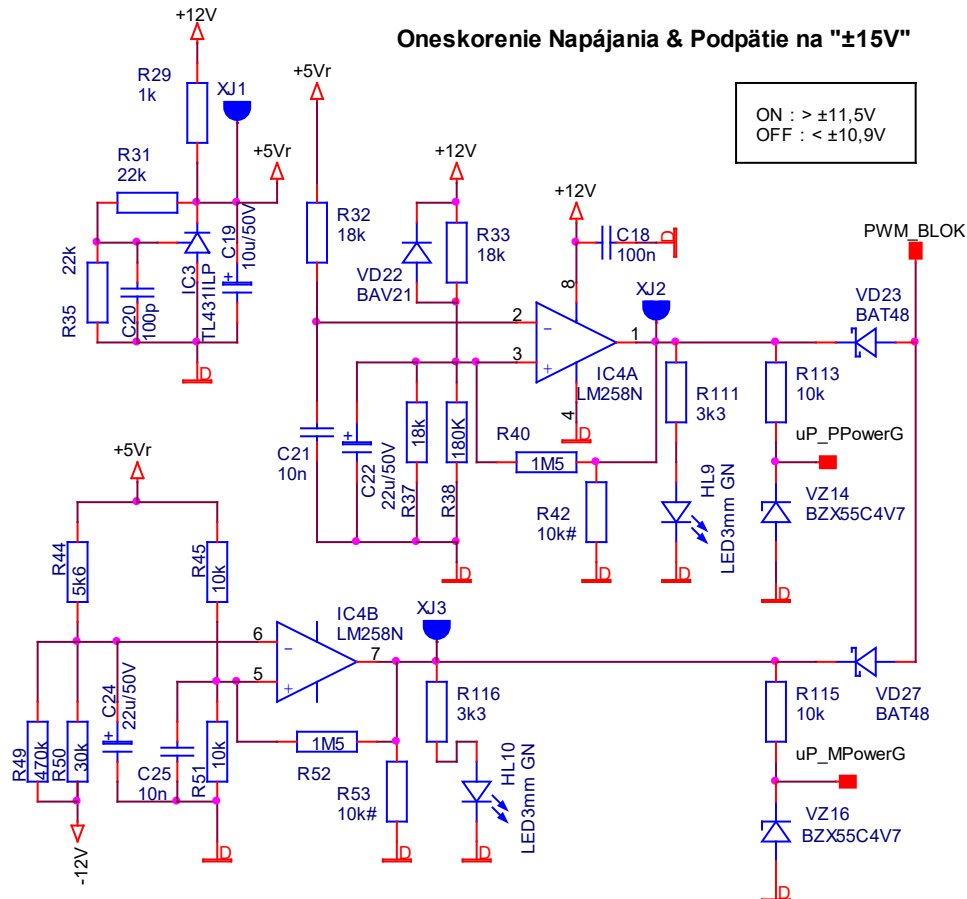 Oneskorenie Napájania & Podpätie na "±15V"
ON : > ±11,5V
OFF : < ±10,9V
+12V
R29
1k
XJ1
+5Vr
R31
22k
22k
R35
C20
100p
IC3
TL431ILP
C19
10u/50V
+
D
+5Vr
R32
18k
+12V
R33
18k
VD22
BAV21
+12V
C18
100n
D
8
2
3
1
4
IC4A
LM258N
D
XJ2
C21
10n
+
C22
22u/50V
R37
18k
R38
180K
D
R40
1M5
R42
10k#
D
R111
3k3
HL9
LED3mm GN
D
R113
10k
uP_PPowerG
VZ14
BZX55C4V7
D
PWM_BLOK
VD23
BAT48
+5Vr
R44
5k6
R45
10k
IC4B
LM258N
6
5
7
XJ3
R49
470k
R50
30k
-12V
C24
22u/50V
+
C25
10n
R51
10k
D
1M5
R52
R53
10k#
D
R116
3k3
HL10
LED3mm GN
D
R115
10k
VD27
BAT48
uP_MPowerG
VZ16
BZX55C4V7
D